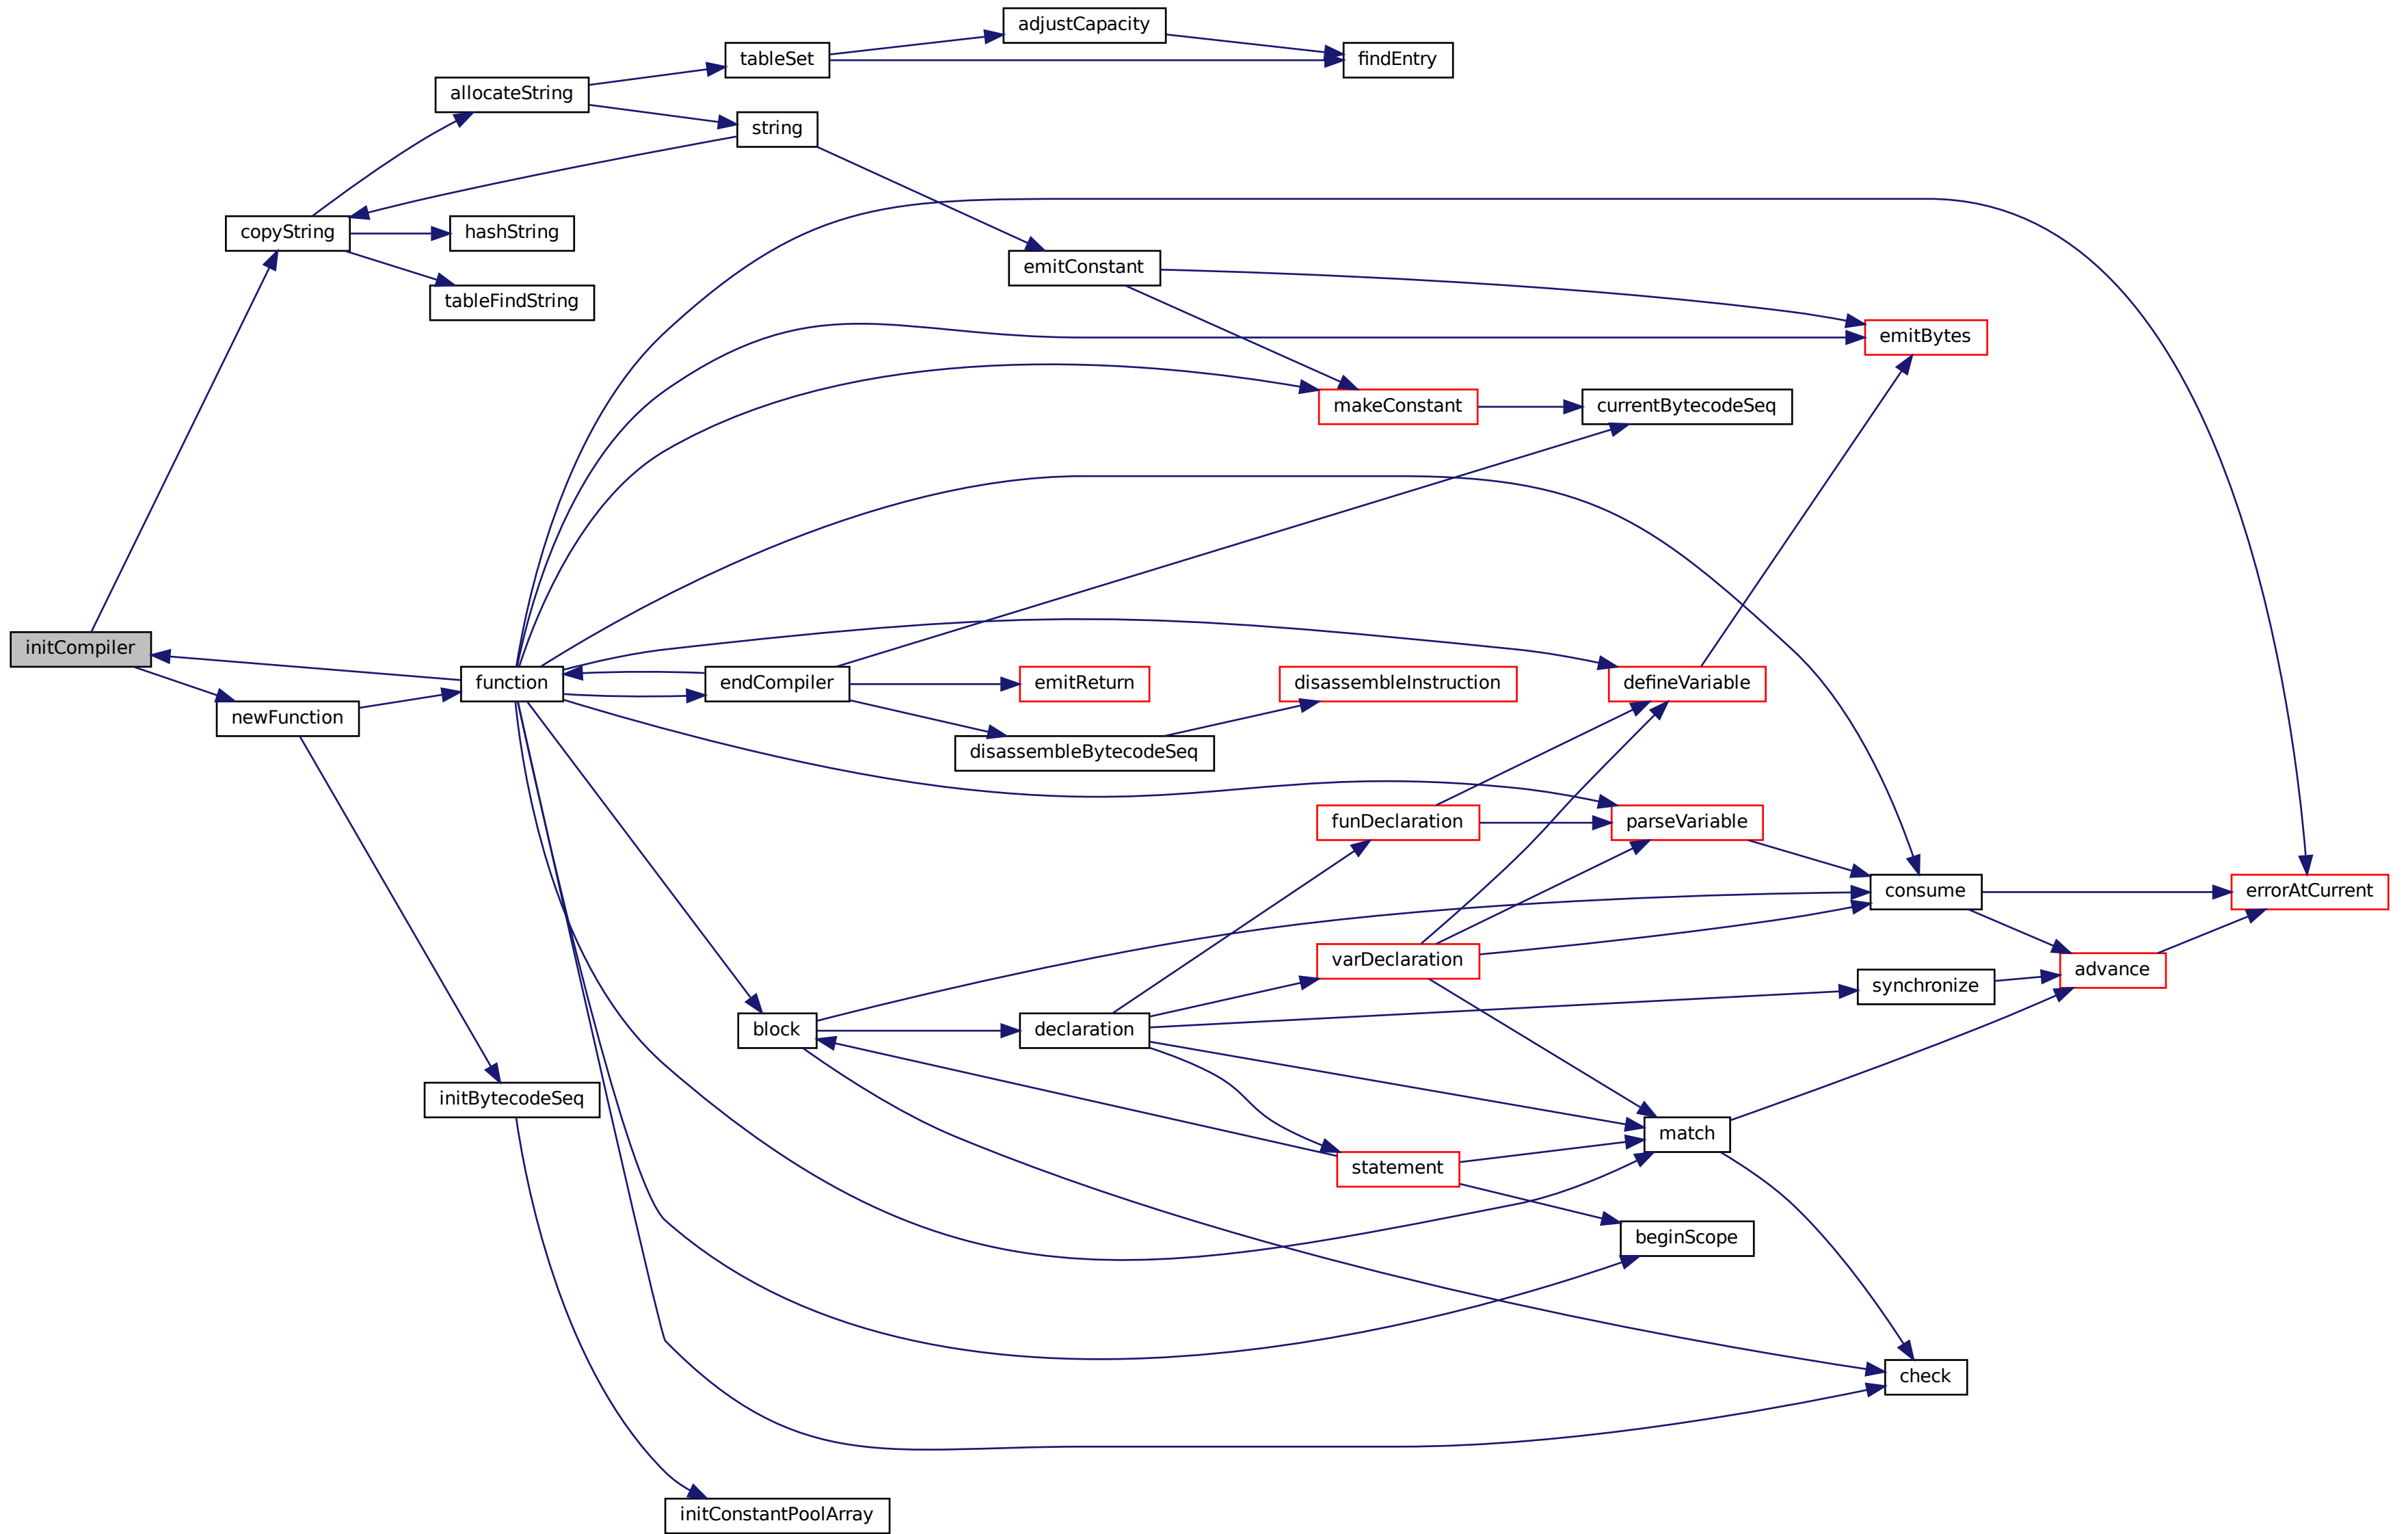 adjustCapacity
tableSet
findEntry
allocateString
string
copyString
hashString
emitConstant
tableFindString
emitBytes
makeConstant
currentBytecodeSeq
initCompiler
function
endCompiler
emitReturn
disassembleInstruction
defineVariable
newFunction
disassembleBytecodeSeq
funDeclaration
parseVariable
consume
errorAtCurrent
varDeclaration
advance
synchronize
block
declaration
initBytecodeSeq
match
statement
beginScope
check
initConstantPoolArray